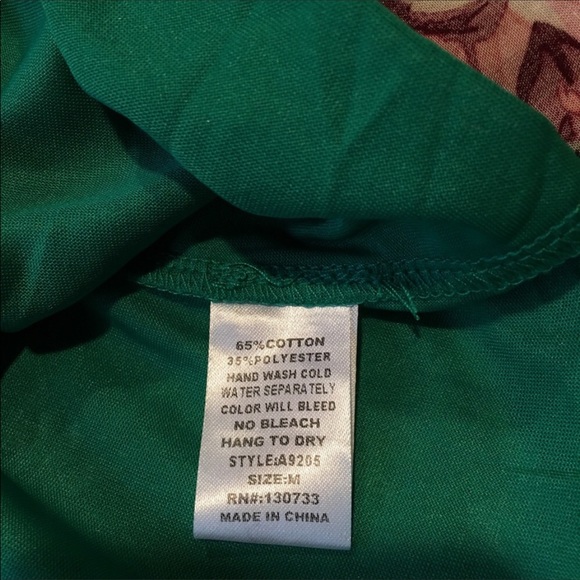 65%COTTON
35%POLYESTER
HAND WASH COLD
WATER SEPARATELY
COLOR WILL BLEED
NO BLEACH
HANG TO DRY
STYLE:A9205
SIZE:M
RN#:130733
MADE IN CHINA